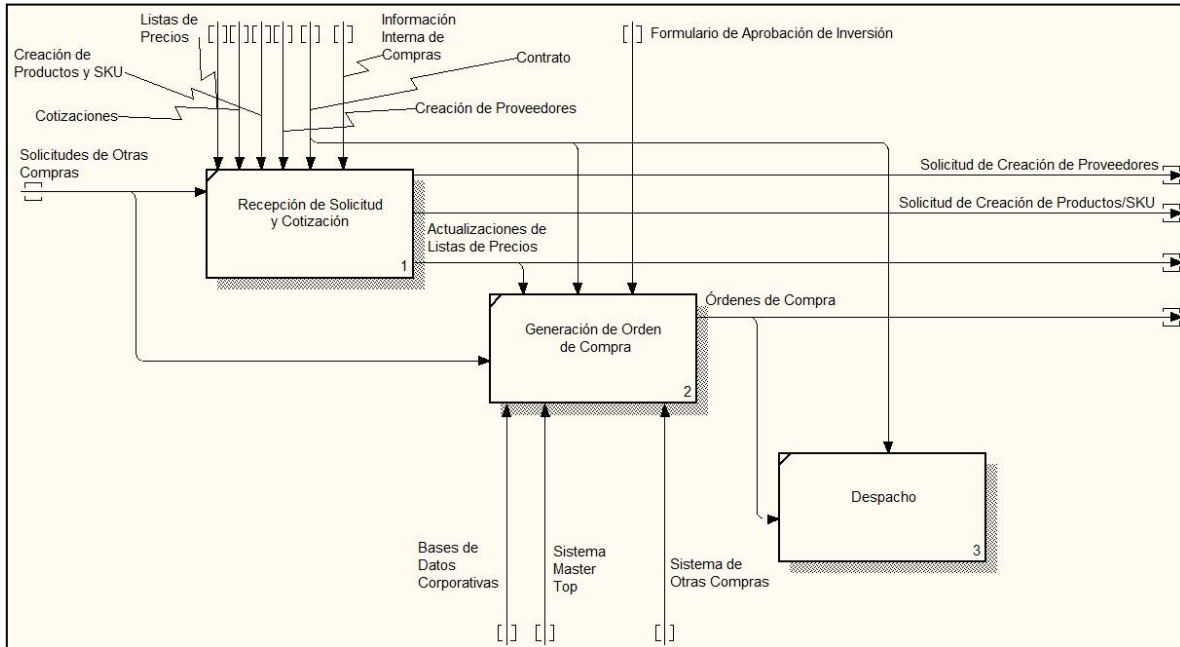 Listas de
Precios
Información
Interna de
Compras
Formulario de Aprobación de Inversión
Creación de
Productos y SKU
Contrato
Cotizaciones
Creación de Proveedores
Solicitudes de Otras
Compras
Recepción de Solicitud
y Cotización
1
Solicitud de Creación de Proveedores
Solicitud de Creación de Productos/SKU
Actualizaciones de
Listas de Precios
Órdenes de Compra
Generación de Orden
de Compra
2
Despacho
3
Bases de
Datos
Corporativas
Sistema
Master
Top
Sistema de
Otras Compras